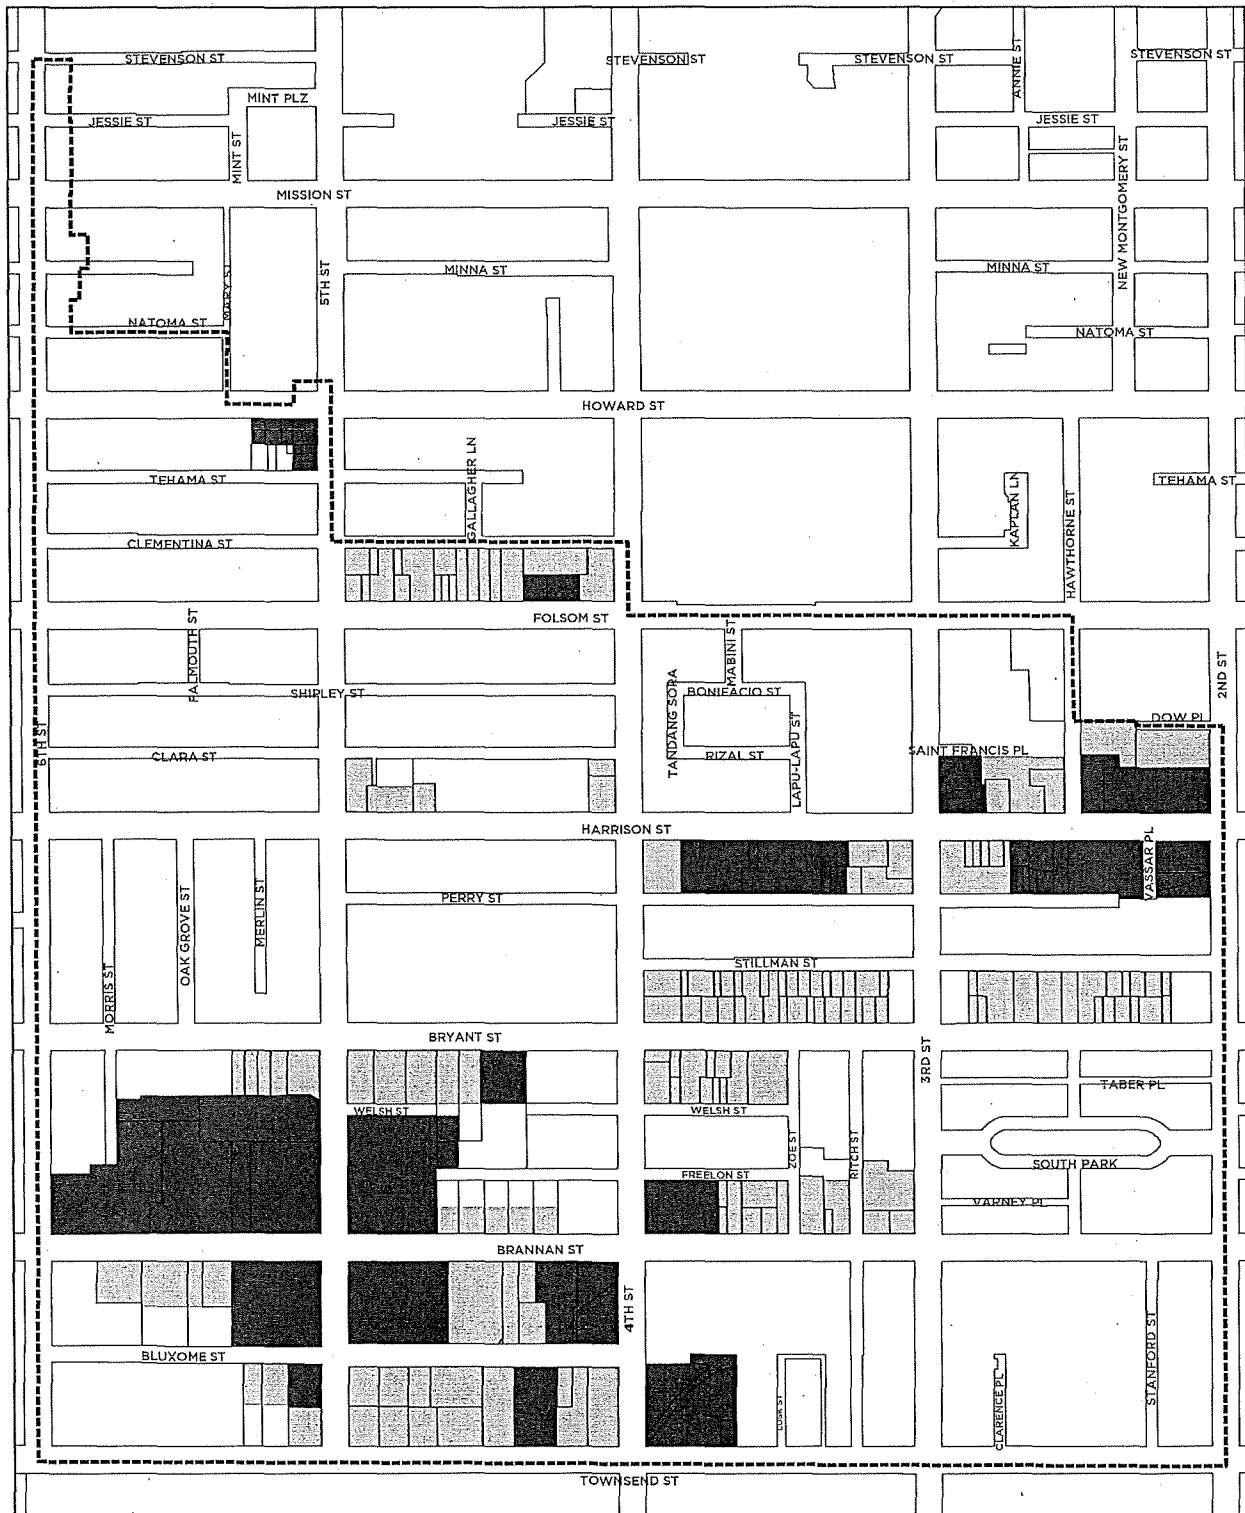 STEVENSON ST
STEVENSON ST
STEVENSON ST
STEVENSON ST
ANNIE ST
MINT PLZ
JESSIE ST
JESSIE ST
JESSIE ST
MINT ST
NEW MONTGOMERY ST
MISSION ST
MINNA ST
MINNA ST
5TH ST
MARY ST
NATOMA ST
NATOMA ST
HOWARD ST
GALLAGHER LN
TEHAMA ST
TEHAMA ST
KAPLAN LN
HAWTHORNE ST
CLEMENTINA ST
FOLSOM ST
FALMOUTH ST
MABINI ST
2ND ST
SHIPLEY ST
BONIFACIO ST
TANDANG SORA
LAPU-LAPU ST
DOW PL
6TH ST
CLARA ST
RIZAL ST
SAINT FRANCIS PL
HARRISON ST
VASSAR PL
PERRY ST
OAK GROVE ST
MERLIN ST
MORRIS ST
STILLMAN ST
BRYANT ST
3RD ST
TABER PL
WELSH ST
WELSH ST
ZOE ST
RITCH ST
SOUTH PARK
FREELON ST
VARNEY PL
BRANNAN ST
4TH ST
BLUXOME ST
STANFORD ST
LUSK ST
CLARENCE PL
TOWNSEND ST